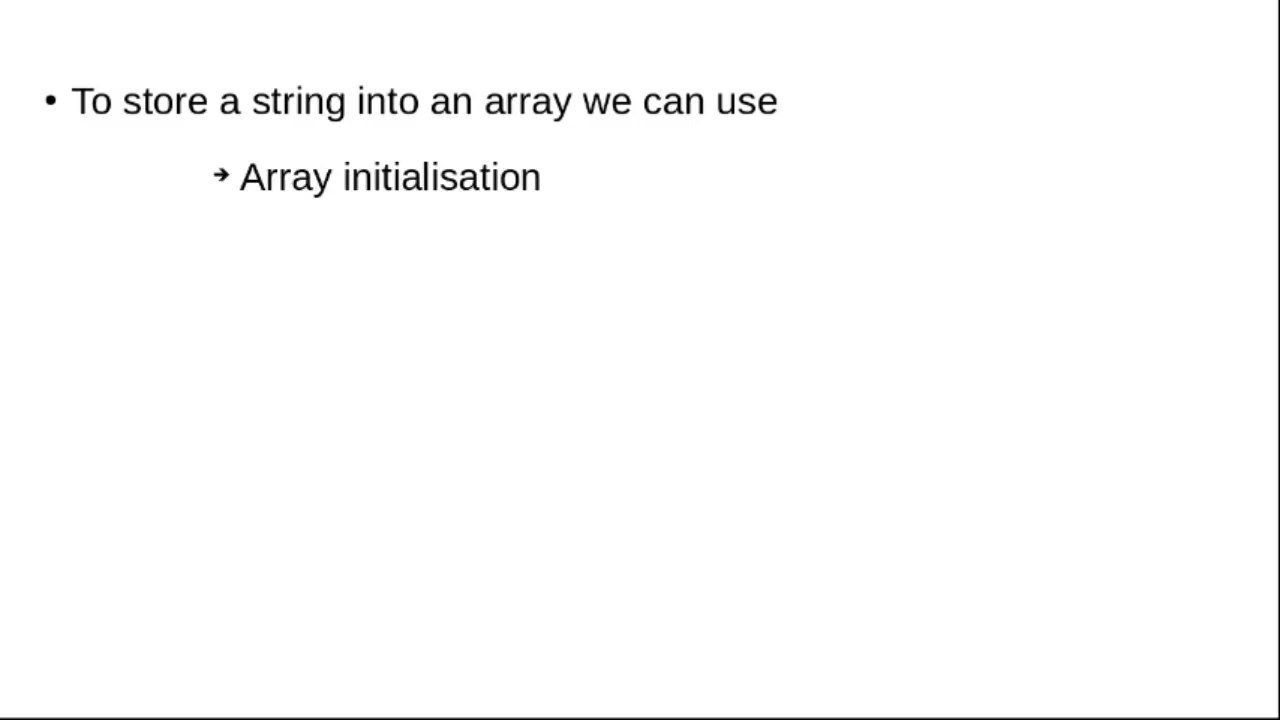 • To store a string into an array we can use
➔ Array initialisation